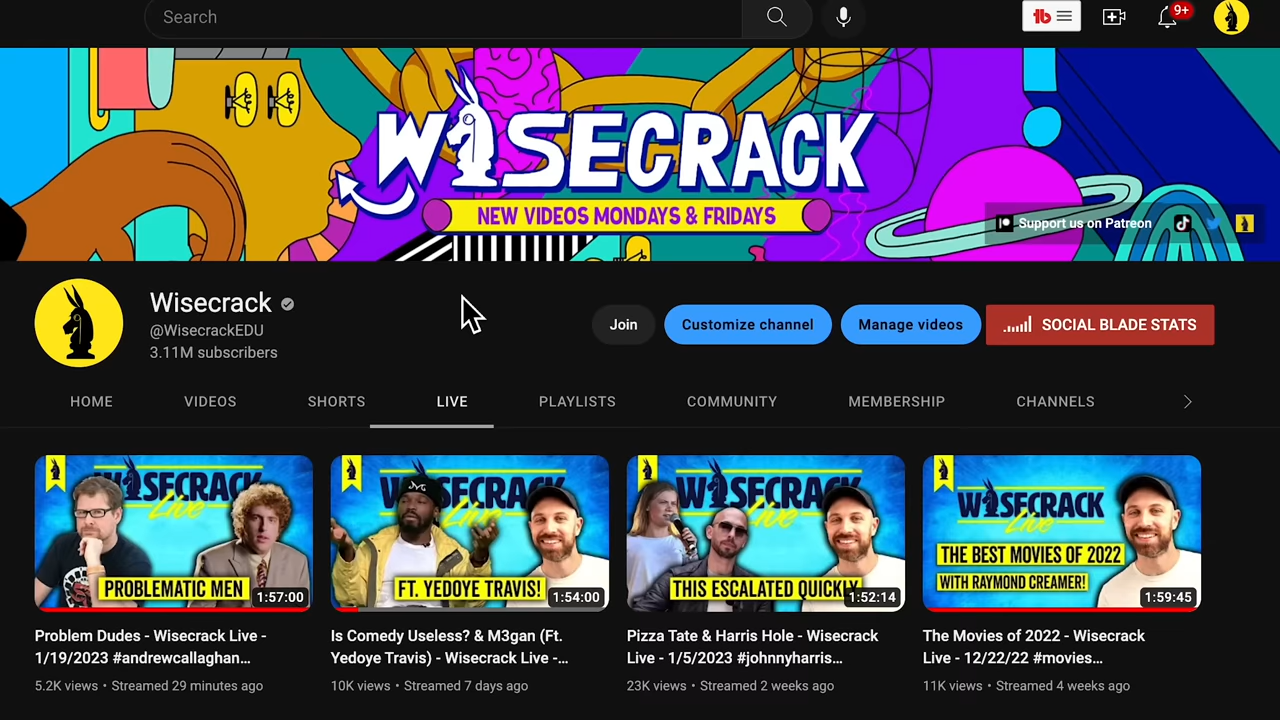 Search
9+
WISECRACK
NEW VIDEOS MONDAYS & FRIDAYS
Support us on Patreon
Wisecrack
@WisecrackEDU
3.11M subscribers
Join
Customize channel
Manage videos
SOCIAL BLADE STATS
HOME
VIDEOS
SHORTS
LIVE
PLAYLISTS
COMMUNITY
MEMBERSHIP
CHANNELS
WISECRACK
Live
PROBLEMATIC MEN
1:57:00
WISECRACK
Live
FT. YEDOYE TRAVIS!
1:54:00
WISECRACK
Live
THIS ESCALATED QUICKLY
1:52:14
WISECRACK
Live
THE BEST MOVIES OF 2022
WITH RAYMOND CREAMER!
1:59:45
Problem Dudes - Wisecrack Live -
1/19/2023 #andrewcallaghan…
5.2K views • Streamed 29 minutes ago
Is Comedy Useless? & M3gan (Ft.
Yedoye Travis) - Wisecrack Live -…
10K views • Streamed 7 days ago
Pizza Tate & Harris Hole - Wisecrack
Live - 1/5/2023 #johnnyharris…
23K views • Streamed 2 weeks ago
The Movies of 2022 - Wisecrack
Live - 12/22/22 #movies…
11K views • Streamed 4 weeks ago